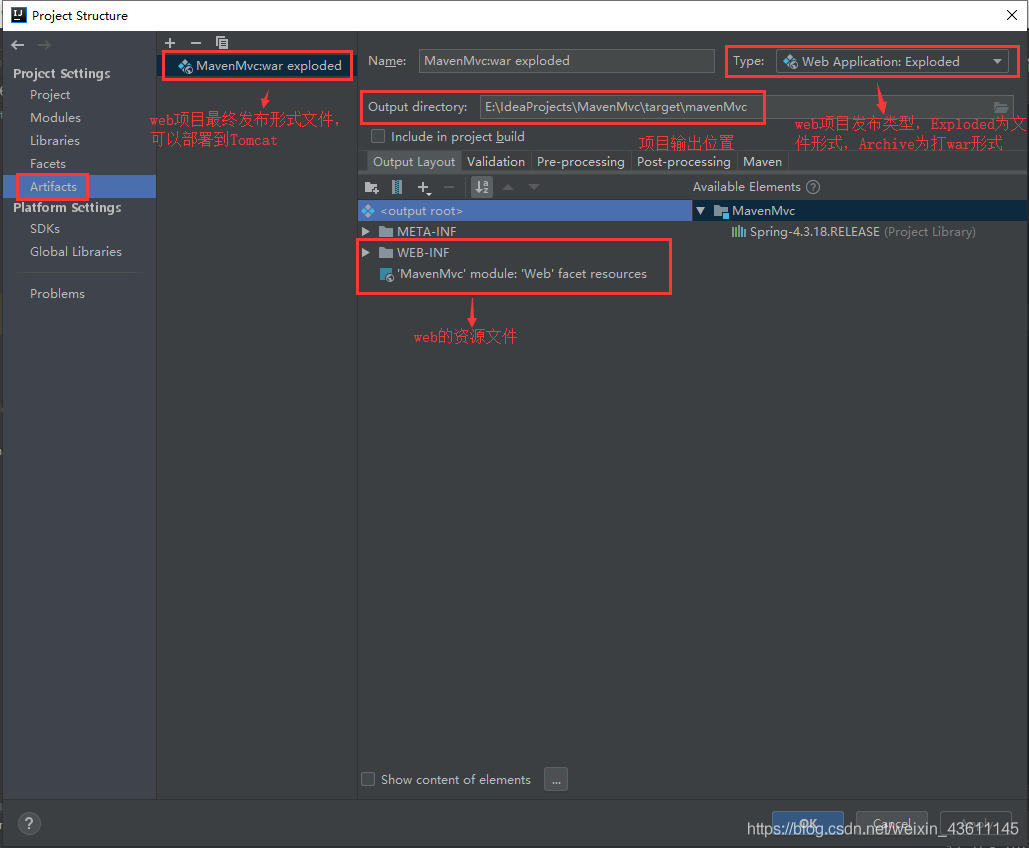 Project Structure
Project Settings
Project
Modules
Libraries
Facets
Artifacts
Platform Settings
SDKs
Global Libraries
Problems
MavenMvc:war exploded
web项目最终发布形式文件，
可以部署到Tomcat
Name: MavenMvc:war exploded
Type: Web Application: Exploded
Output directory: E:\IdeaProjects\MavenMvc\target\mavenMvc
web项目发布类型，Exploded为文
件形式，Archive为打war形式
Include in project build
项目输出位置
Output Layout Validation Pre-processing Post-processing Maven
Available Elements ?
<output root>
META-INF
WEB-INF
'MavenMvc' module: 'Web' facet resources
web的资源文件
MavenMvc
Spring-4.3.18.RELEASE (Project Library)
Show content of elements ...
?
OK Cancel
https://blog.csdn.net/weixin_43611145